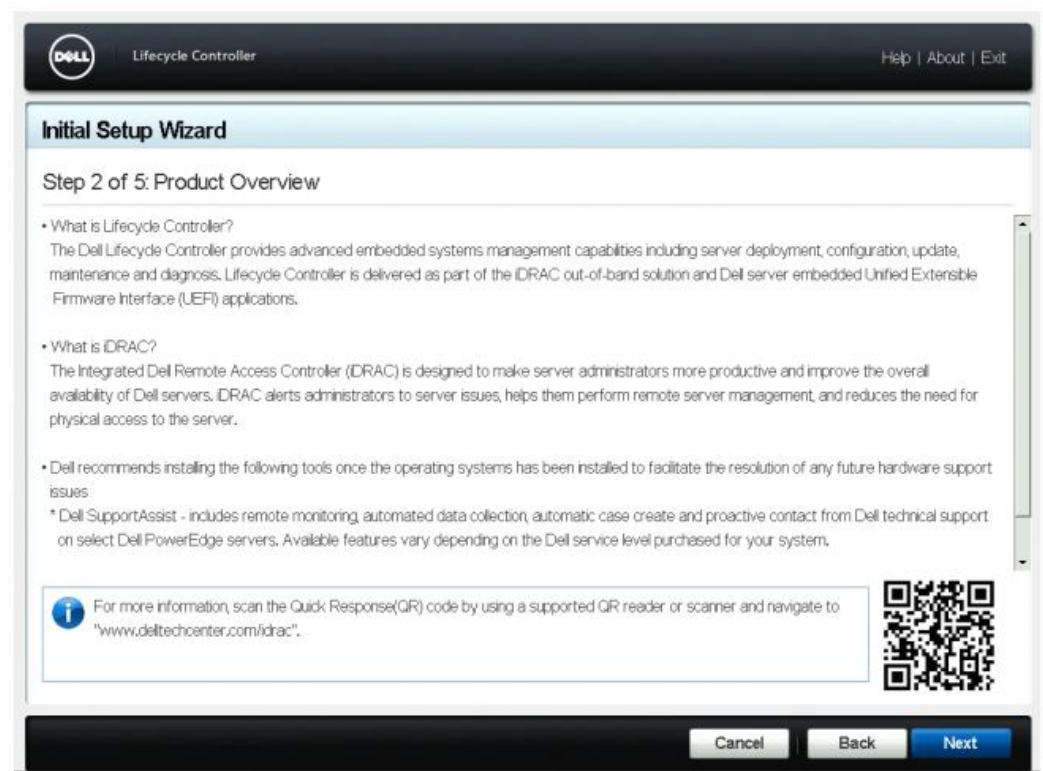 DELL
Lifecycle Controller
Help | About | Exit
Initial Setup Wizard
Step 2 of 5: Product Overview
• What is Lifecycle Controller?
The Dell Lifecycle Controller provides advanced embedded systems management capabilities including server deployment, configuration, update,
maintenance and diagnosis. Lifecycle Controller is delivered as part of the iDRAC out-of-band solution and Dell server embedded Unified Extensible
Firmware Interface (UEFI) applications.
• What is iDRAC?
The Integrated Dell Remote Access Controller (iDRAC) is designed to make server administrators more productive and improve the overall
availability of Dell servers. iDRAC alerts administrators to server issues, helps them perform remote server management, and reduces the need for
physical access to the server.
• Dell recommends installing the following tools once the operating systems has been installed to facilitate the resolution of any future hardware support
issues
* Dell SupportAssist - includes remote monitoring, automated data collection, automatic case create and proactive contact from Dell technical support
on select Dell PowerEdge servers. Available features vary depending on the Dell service level purchased for your system.
For more information, scan the Quick Response(QR) code by using a supported QR reader or scanner and navigate to
"www.delltechcenter.com/idrac".
Cancel
Back
Next